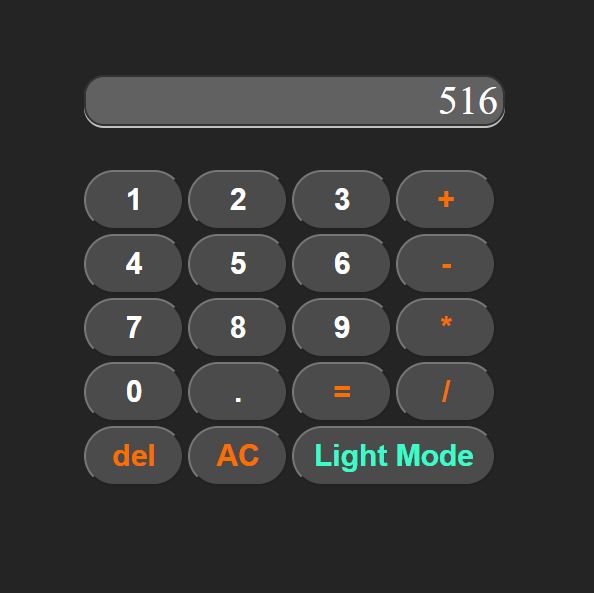 516
1 2 3 +
4 5 6 -
7 8 9 *
0 . = /
del AC Light Mode